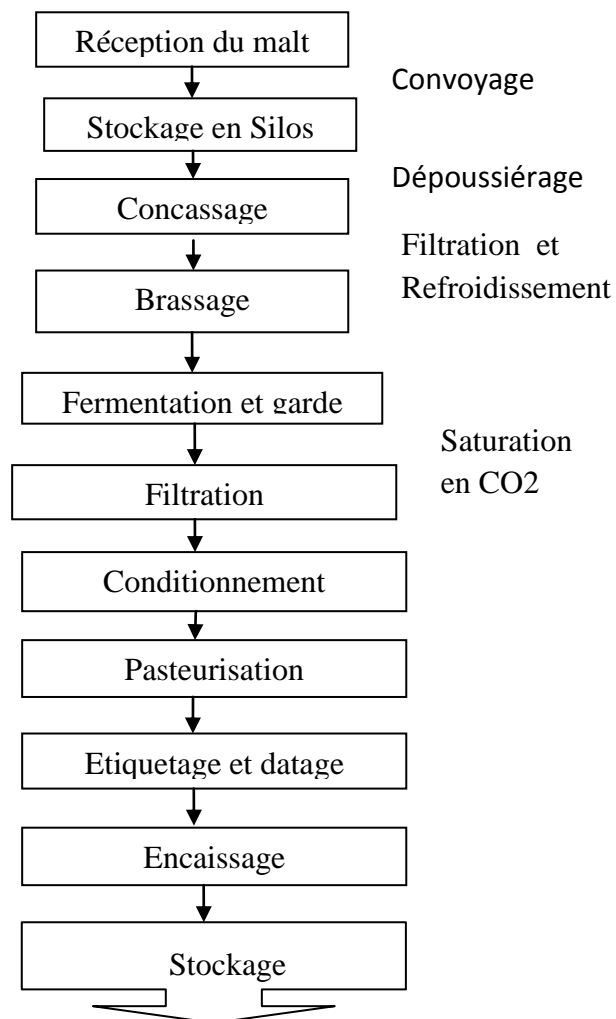 Réception du malt
Convoyage
Stockage en Silos
Dépoussiérage
Concassage
Filtration et
Refroidissement
Brassage
Fermentation et garde
Saturation
en CO2
Filtration
Conditionnement
Pasteurisation
Etiquetage et datage
Encaissage
Stockage